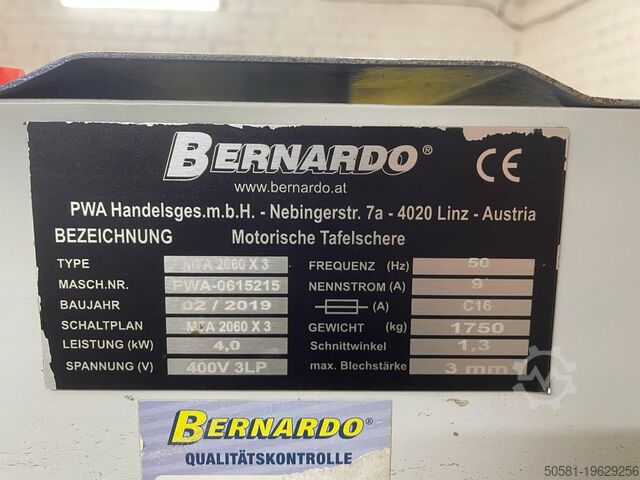 BERNARDO®
CE
www.bernardo.at
PWA Handelsges.m.b.H. - Nebingerstr. 7a - 4020 Linz - Austria
BEZEICHNUNG Motorische Tafelschere
TYPE MTA 2060 X 3 FREQUENZ (Hz) 50
MASCH.NR. PWA-0615215 NENNSTROM (A) 9
BAUJAHR 02 / 2019 (A) C16
SCHALTPLAN MTA 2060 X 3 GEWICHT (kg) 1750
LEISTUNG (kW) 4,0 Schnittwinkel 1,3
SPANNUNG (V) 400V 3LP max. Blechstärke 3 mm
BERNARDO®
QUALITÄTSKONTROLLE
50581-19629256